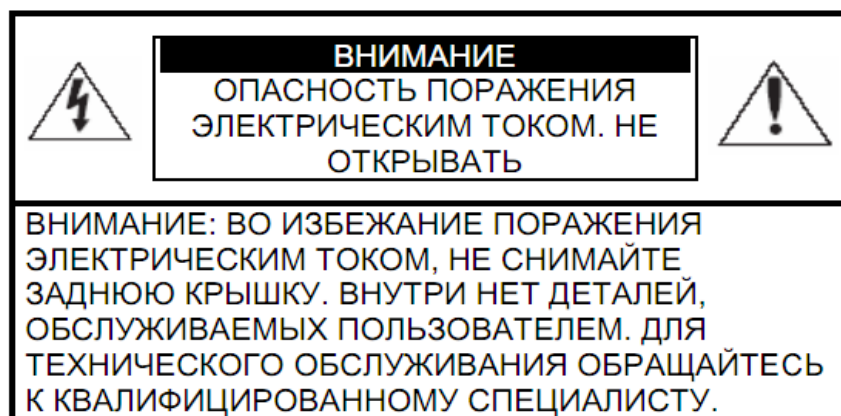 ВНИМАНИЕ
ОПАСНОСТЬ ПОРАЖЕНИЯ
ЭЛЕКТРИЧЕСКИМ ТОКОМ. НЕ
ОТКРЫВАТЬ
ВНИМАНИЕ: ВО ИЗБЕЖАНИЕ ПОРАЖЕНИЯ
ЭЛЕКТРИЧЕСКИМ ТОКОМ, НЕ СНИМАЙТЕ
ЗАДНЮЮ КРЫШКУ. ВНУТРИ НЕТ ДЕТАЛЕЙ,
ОБСЛУЖИВАЕМЫХ ПОЛЬЗОВАТЕЛЕМ. ДЛЯ
ТЕХНИЧЕСКОГО ОБСЛУЖИВАНИЯ ОБРАЩАЙТЕСЬ
К КВАЛИФИЦИРОВАННОМУ СПЕЦИАЛИСТУ.